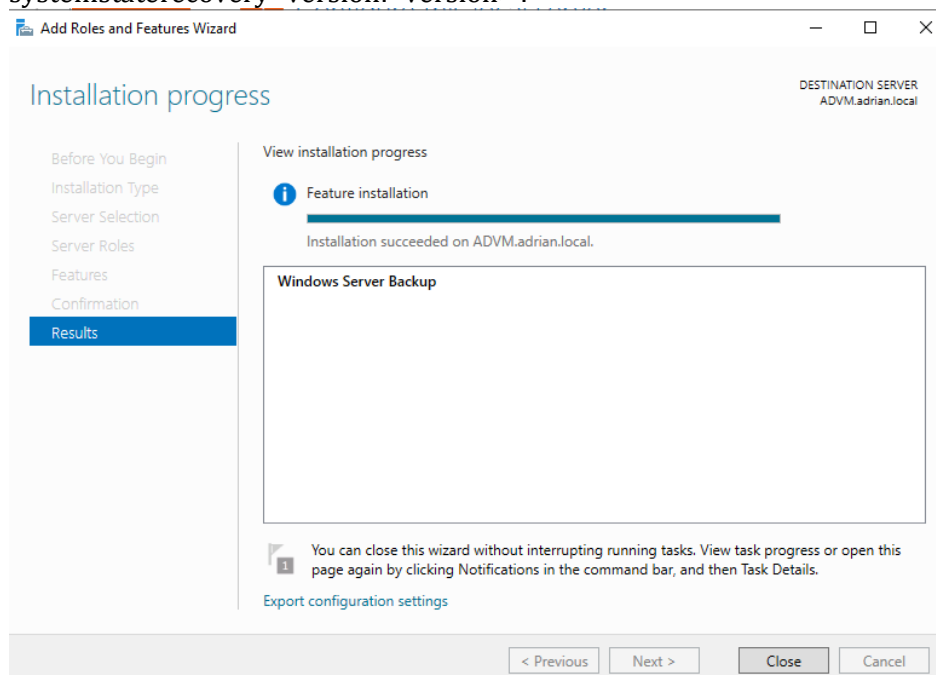 Add Roles and Features Wizard
Installation progress
DESTINATION SERVER
ADVM.adrian.local
Before You Begin
Installation Type
Server Selection
Server Roles
Features
Confirmation
Results
View installation progress
Feature installation
Installation succeeded on ADVM.adrian.local.
Windows Server Backup
1
You can close this wizard without interrupting running tasks. View task progress or open this
page again by clicking Notifications in the command bar, and then Task Details.
Export configuration settings
< Previous
Next >
Close
Cancel